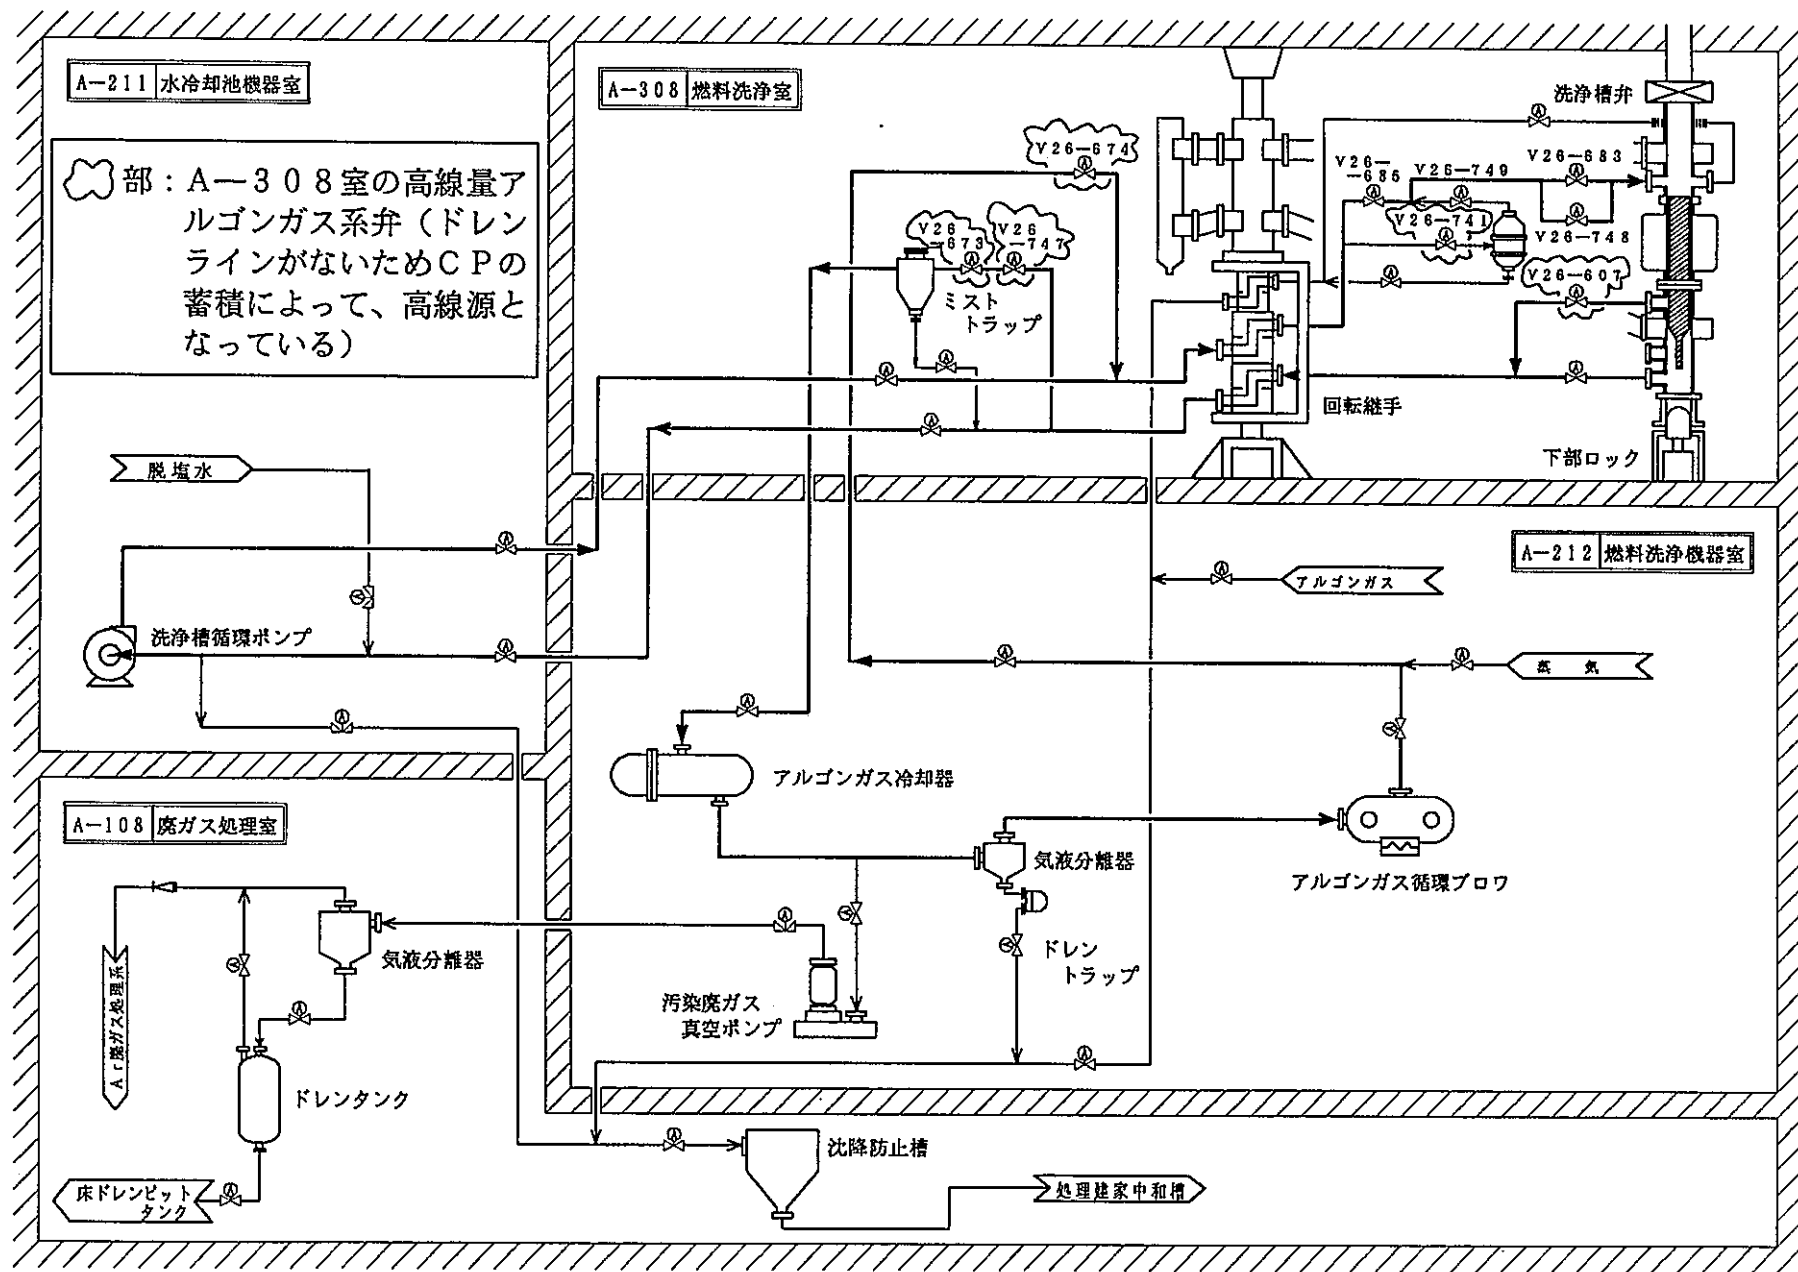 A-211 水冷却池機器室
部：A-308室の高線量ア
ルゴンガス系弁（ドレン
ラインがないためCPの
蓄積によって、高線源と
なっている）
A-308 燃料洗浄室
洗浄槽弁
V26-674
V26
-673
V26
-747
ミスト
トラップ
V26-
-685
V26-749
V26-683
V26-741
V26-748
V26-607
回転継手
下部ロック
脱塩水
洗浄槽循環ポンプ
A-212 燃料洗浄機器室
アルゴンガス
蒸気
アルゴンガス冷却器
気液分離器
アルゴンガス循環ブロワ
ドレン
トラップ
汚染廃ガス
真空ポンプ
A-108 廃ガス処理室
気液分離器
Ar廃ガス処理系
ドレンタンク
床ドレンピット
タンク
沈降防止槽
処理建家中和槽